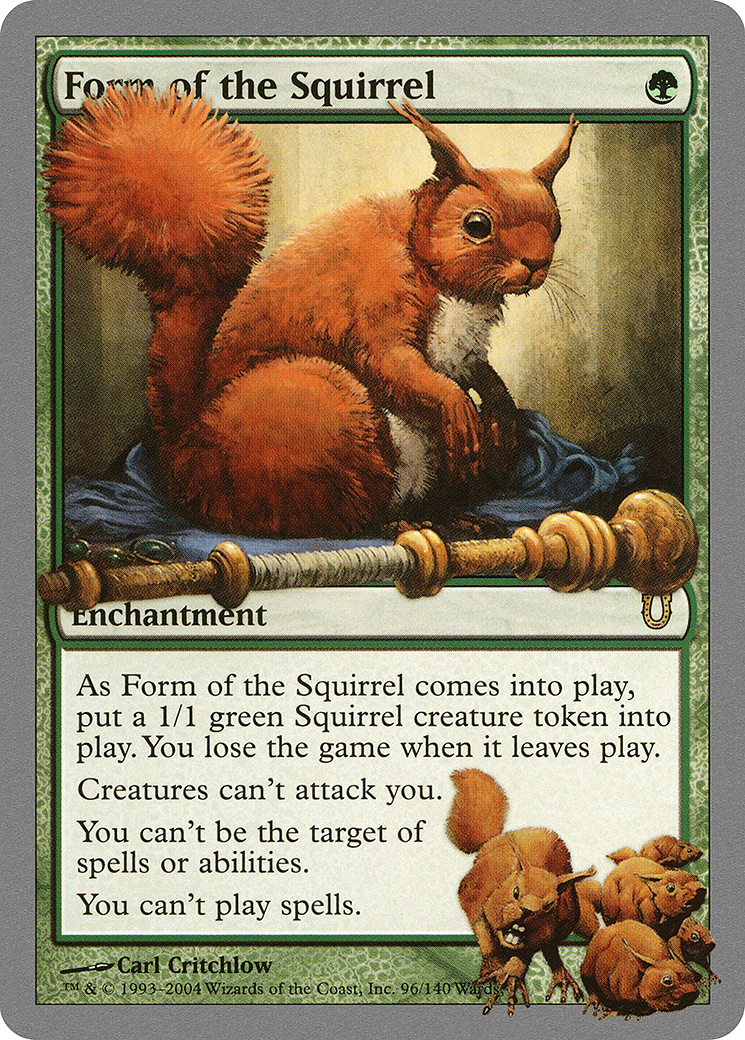 Form of the Squirrel
Enchantment
As Form of the Squirrel comes into play,
put a 1/1 green Squirrel creature token into
play. You lose the game when it leaves play.
Creatures can't attack you.
You can't be the target of
spells or abilities.
You can't play spells.
Carl Critchlow
™ & © 1993–2004 Wizards of the Coast, Inc. 96/140 Wards.